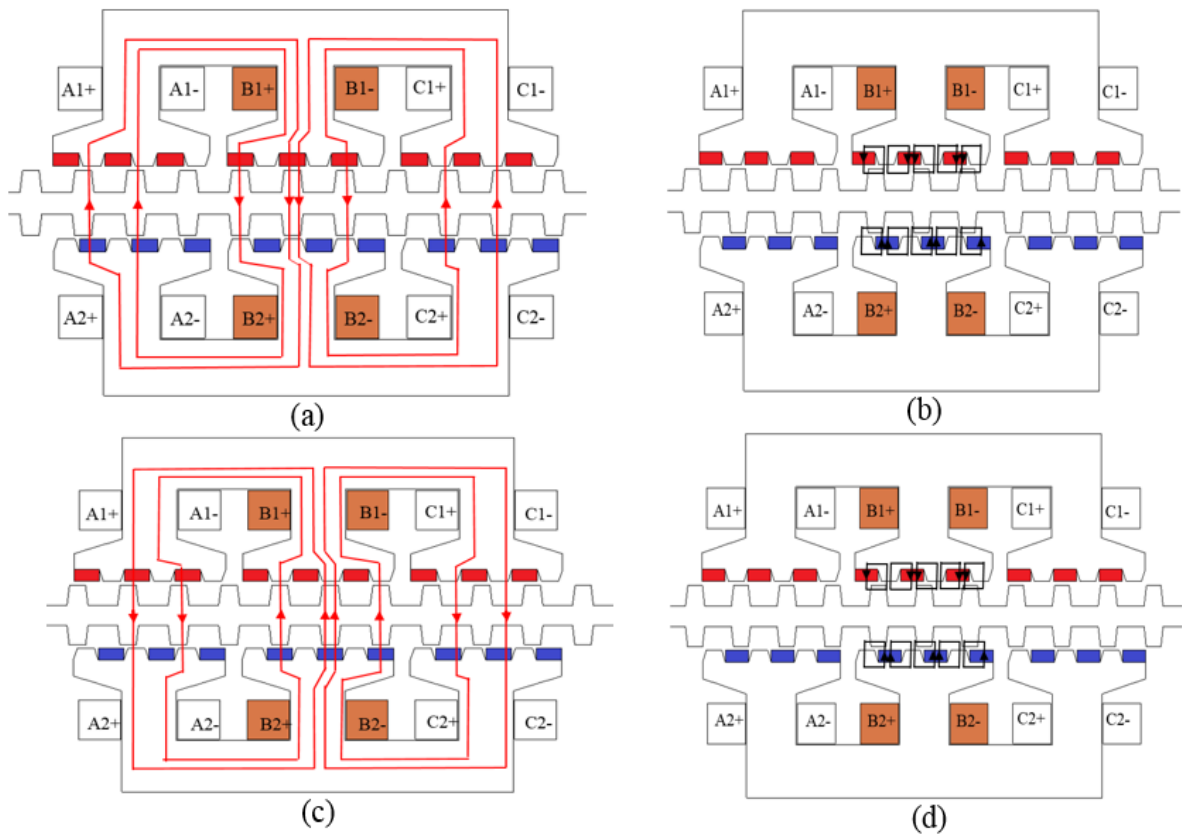 A1+ A1- B1+ B1- C1+ C1-
A2+ A2- B2+ B2- C2+ C2-
(a)
A1+ A1- B1+ B1- C1+ C1-
A2+ A2- B2+ B2- C2+ C2-
(b)
A1+ A1- B1+ B1- C1+ C1-
A2+ A2- B2+ B2- C2+ C2-
(c)
A1+ A1- B1+ B1- C1+ C1-
A2+ A2- B2+ B2- C2+ C2-
(d)